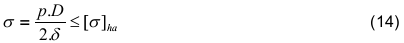 σ = p.D / 2.δ ≤ [σ]ha (14)